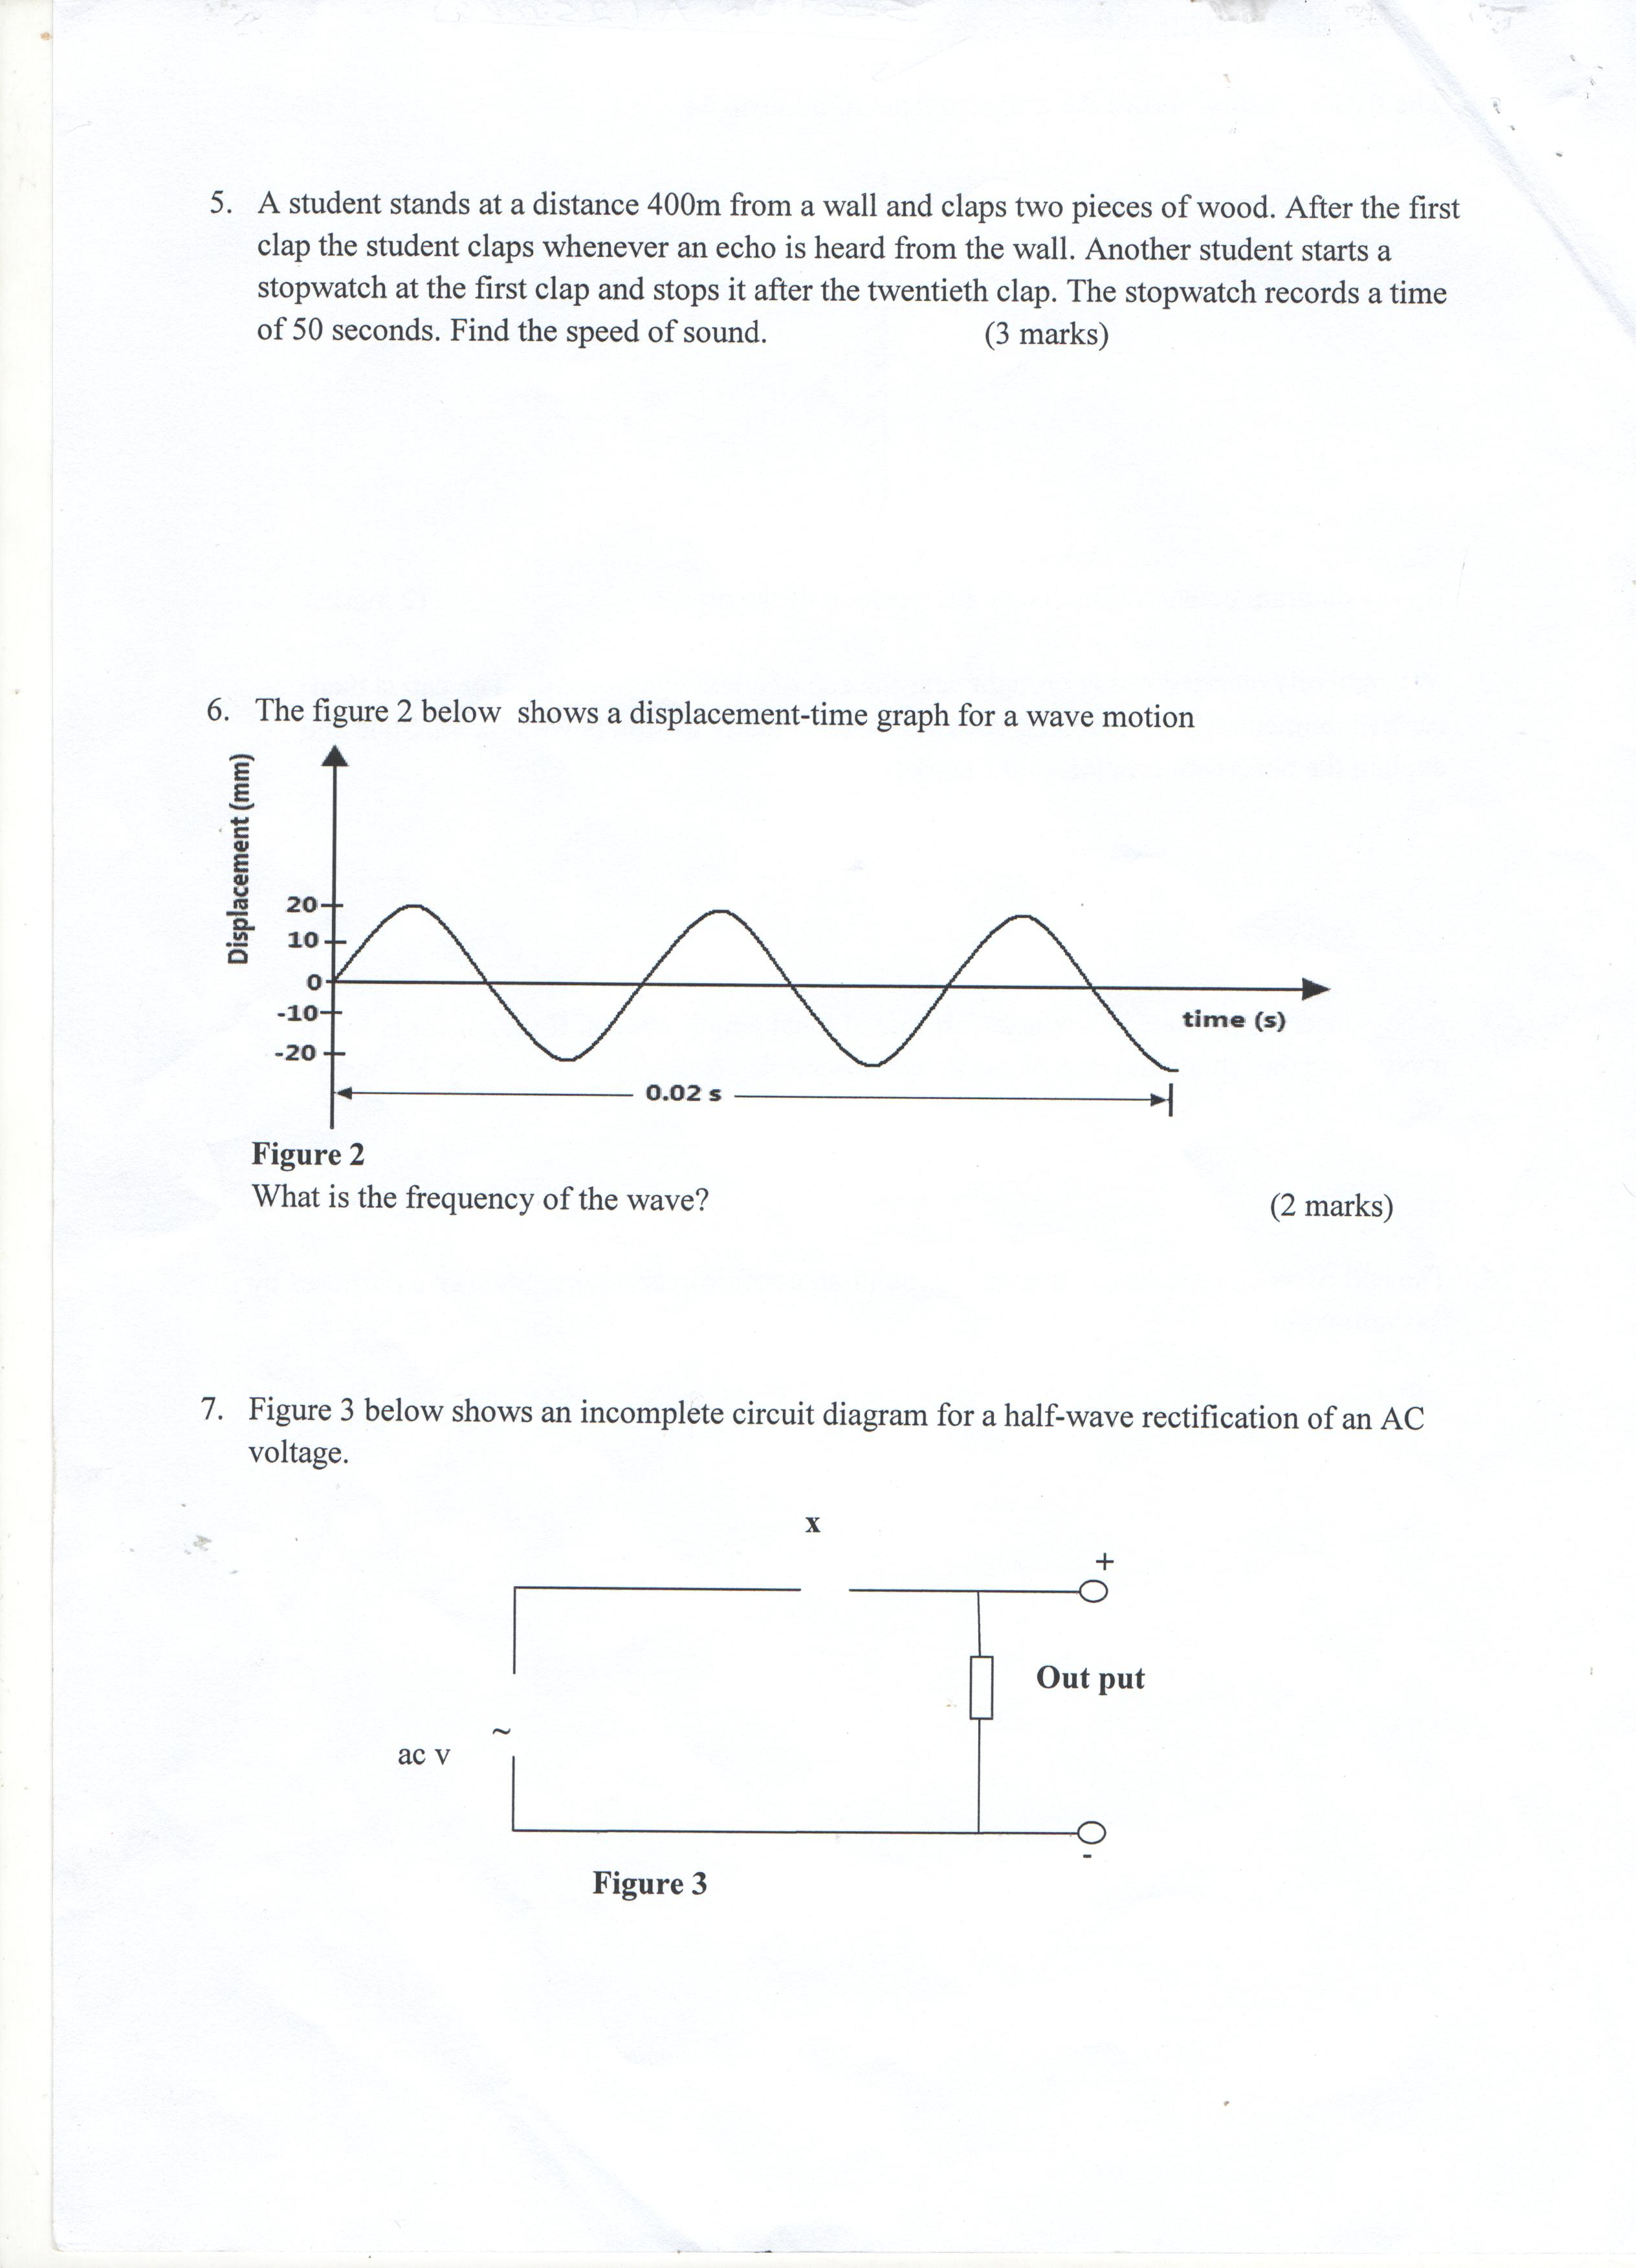 5. A student stands at a distance 400m from a wall and claps two pieces of wood. After the first
clap the student claps whenever an echo is heard from the wall. Another student starts a
stopwatch at the first clap and stops it after the twentieth clap. The stopwatch records a time
of 50 seconds. Find the speed of sound. (3 marks)
6. The figure 2 below shows a displacement-time graph for a wave motion
Displacement (mm)
20
10
0
-10
-20
time (s)
0.02 s
Figure 2
What is the frequency of the wave? (2 marks)
7. Figure 3 below shows an incomplete circuit diagram for a half-wave rectification of an AC
voltage.
x
+
Out put
~
ac v
-
Figure 3